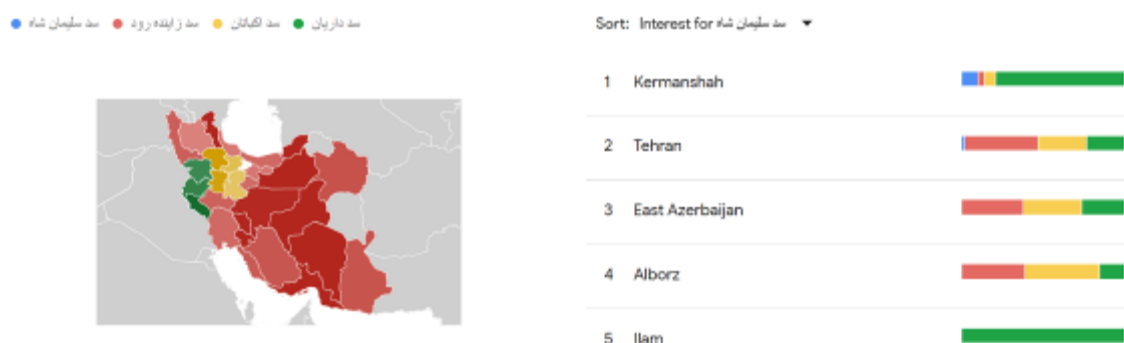 سد سلیمان شاه سد زاینده رود سد اکباتان سد داریان
Sort: Interest for سد سلیمان شاه
1 Kermanshah
2 Tehran
3 East Azerbaijan
4 Alborz
5 Ilam